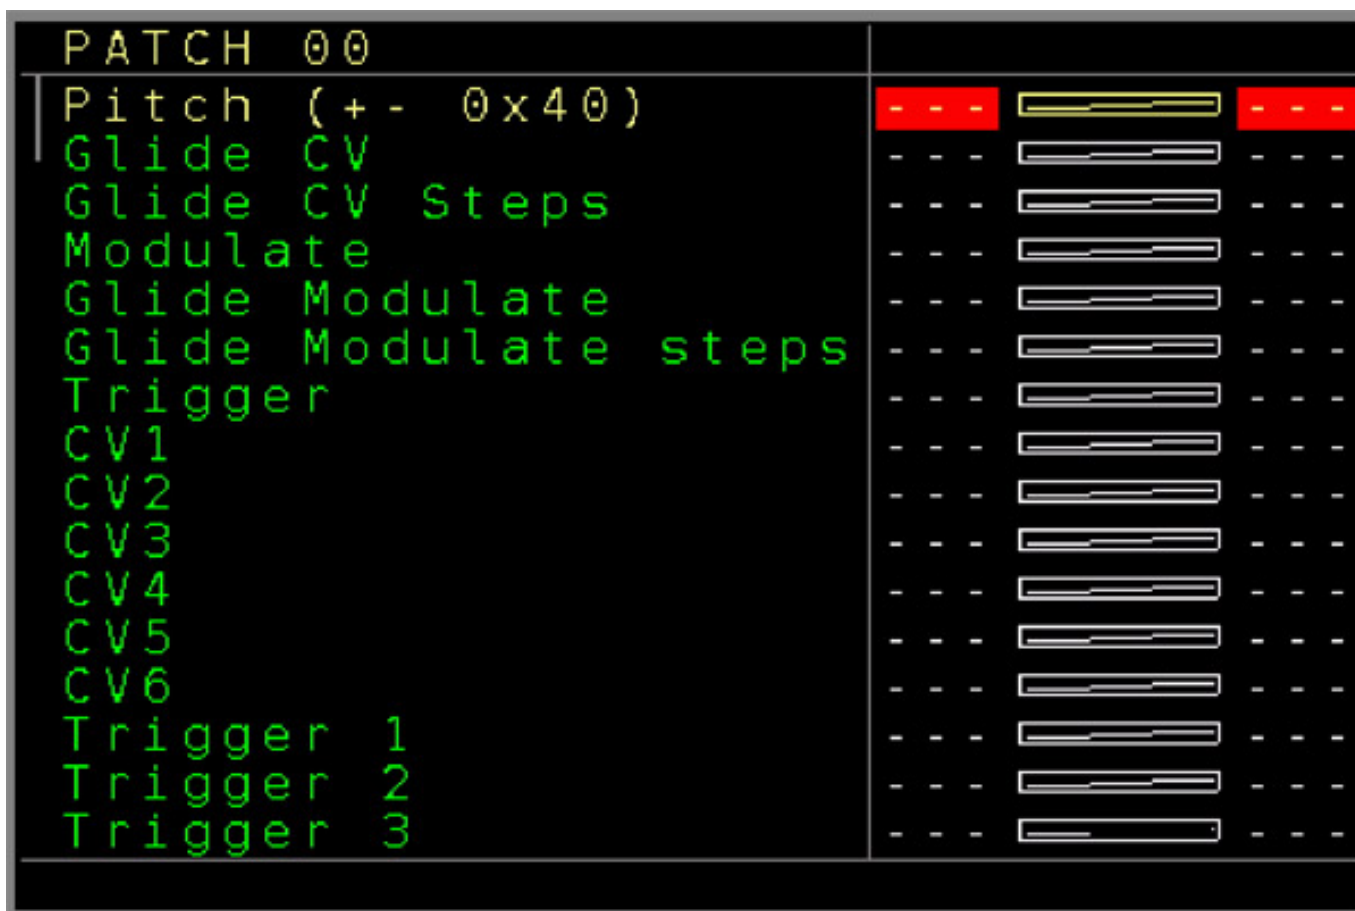 PATCH 00
Pitch (+- 0x40) --- ---
Glide CV --- ---
Glide CV Steps --- ---
Modulate --- ---
Glide Modulate --- ---
Glide Modulate steps --- ---
Trigger --- ---
CV1 --- ---
CV2 --- ---
CV3 --- ---
CV4 --- ---
CV5 --- ---
CV6 --- ---
Trigger 1 --- ---
Trigger 2 --- ---
Trigger 3 --- ---